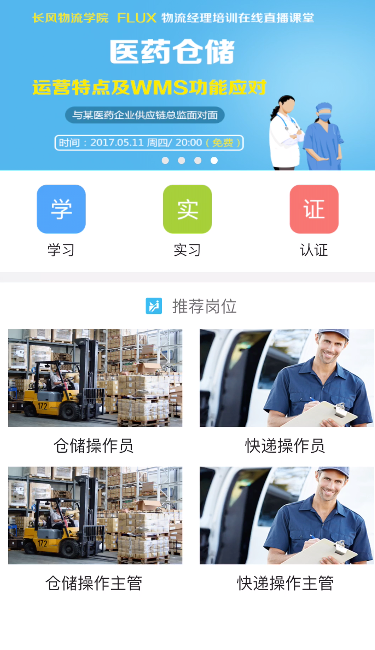 长风物流学院 FLUX 物流经理培训在线直播课堂
医药仓储
运营特点及WMS功能应对
与某医药企业供应链总监面对面
时间：2017.05.11 周四/ 20:00（免费）
学 实 证
学习 实习 认证
推荐岗位
172
仓储操作员 快递操作员
172
仓储操作主管 快递操作主管